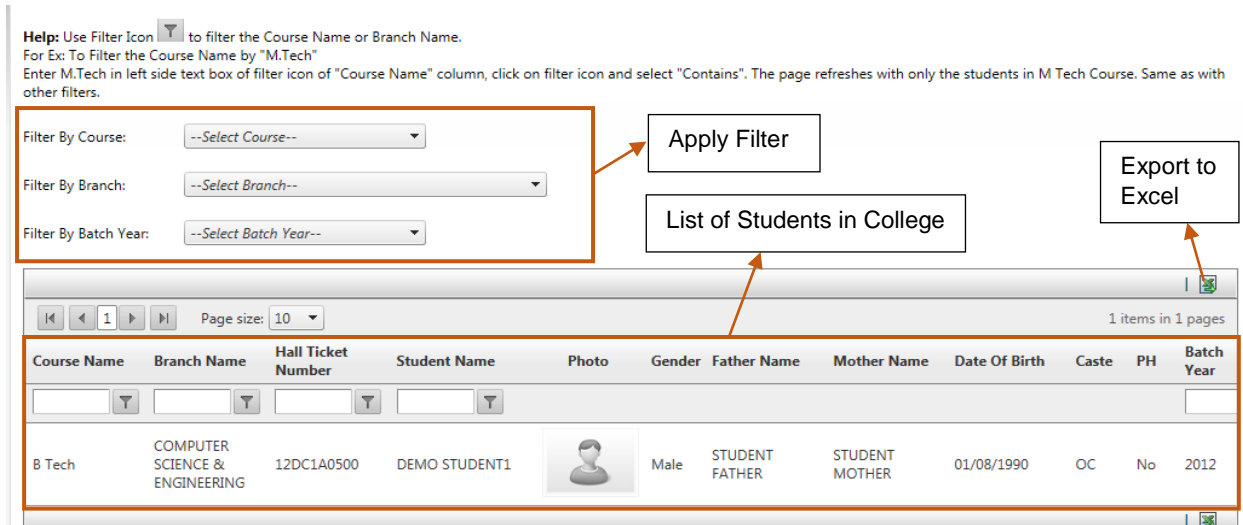 Help: Use Filter Icon to filter the Course Name or Branch Name.
For Ex: To Filter the Course Name by "M.Tech"
Enter M.Tech in left side text box of filter icon of "Course Name" column, click on filter icon and select "Contains". The page refreshes with only the students in M Tech Course. Same as with
other filters.
Filter By Course: --Select Course--
Apply Filter
Export to
Excel
Filter By Branch: --Select Branch--
List of Students in College
Filter By Batch Year: --Select Batch Year--
1 Page size: 10 1 items in 1 pages
Course Name Branch Name Hall Ticket Number Student Name Photo Gender Father Name Mother Name Date Of Birth Caste PH Batch Year
B Tech COMPUTER SCIENCE & ENGINEERING 12DC1A0500 DEMO STUDENT1 Male STUDENT FATHER STUDENT MOTHER 01/08/1990 OC No 2012